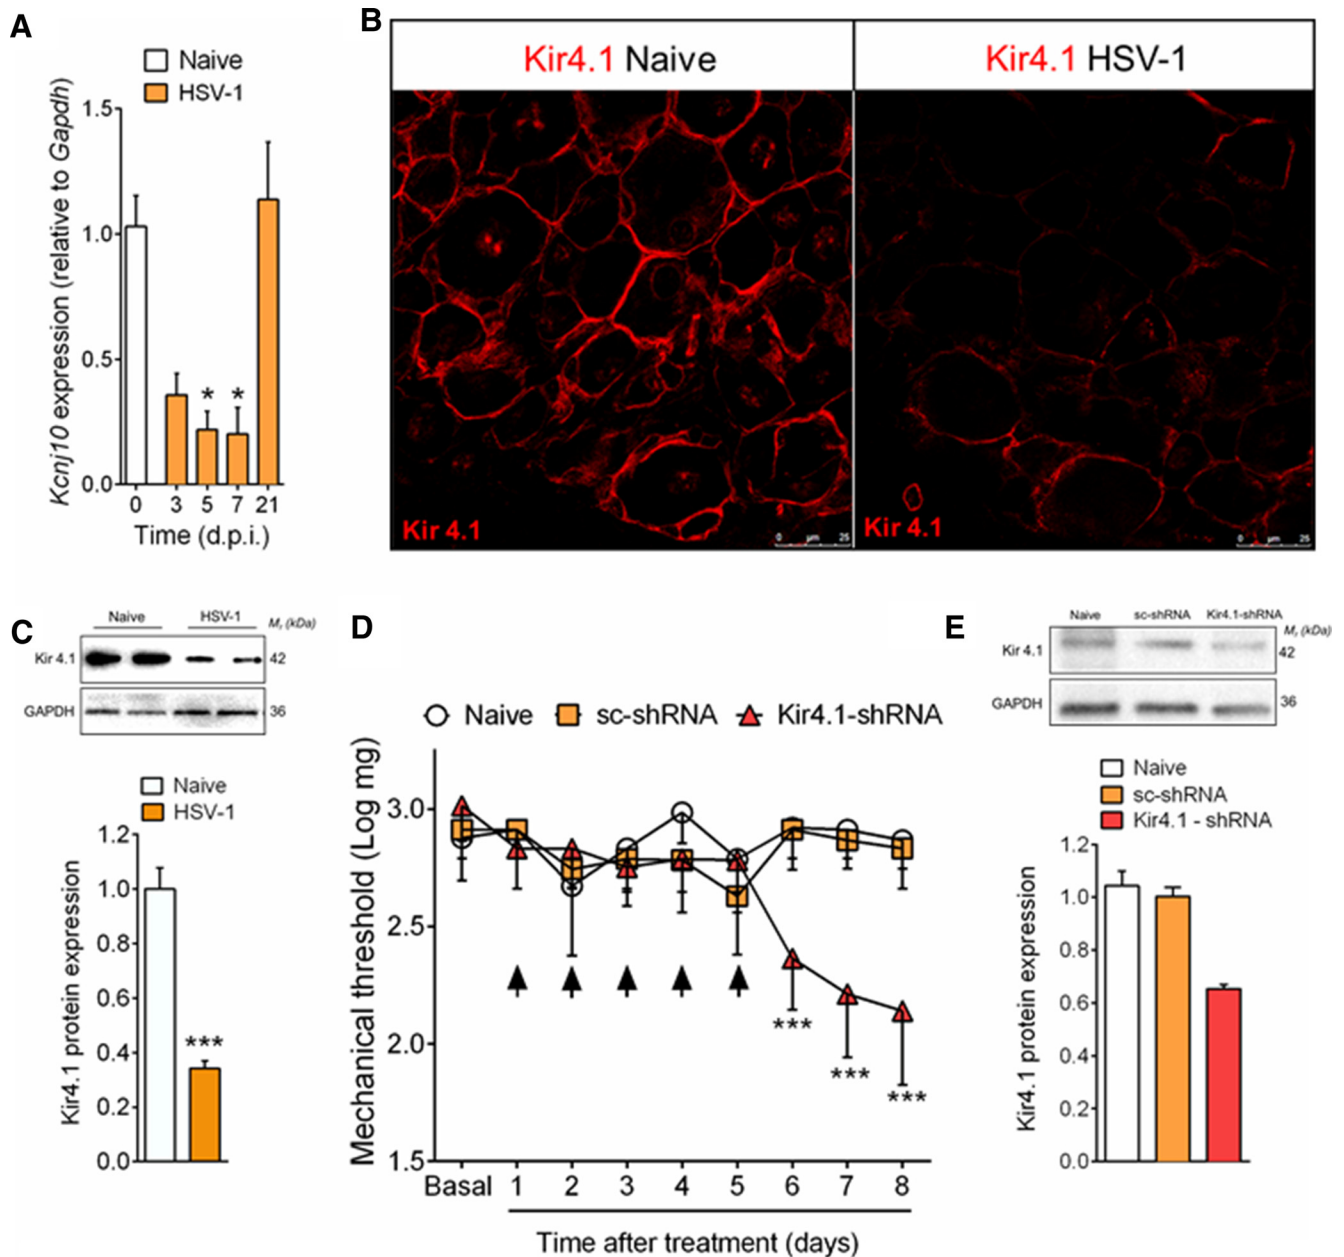 A
Naive
HSV-1
Kcnj10 expression (relative to Gapdh)
1.5
1.0
0.5
0.0
* *
0 3 5 7 21
Time (d.p.i.)
B
Kir4.1 Naive
Kir4.1 HSV-1
Kir 4.1
0 µm 25
Kir 4.1
0 µm 25
C
Naive HSV-1
Mr (kDa)
Kir 4.1 42
GAPDH 36
Naive
HSV-1
Kir4.1 protein expression
1.2
1.0
0.8
0.6
0.4
0.2
0.0
***
D
Naive sc-shRNA Kir4.1-shRNA
Mechanical threshold (Log mg)
3.0
2.5
2.0
1.5
***
***
***
Basal 1 2 3 4 5 6 7 8
Time after treatment (days)
E
Naive sc-shRNA Kir4.1-shRNA
Mr (kDa)
Kir 4.1 42
GAPDH 36
Naive
sc-shRNA
Kir4.1 - shRNA
Kir4.1 protein expression
1.2
1.0
0.8
0.6
0.4
0.2
0.0